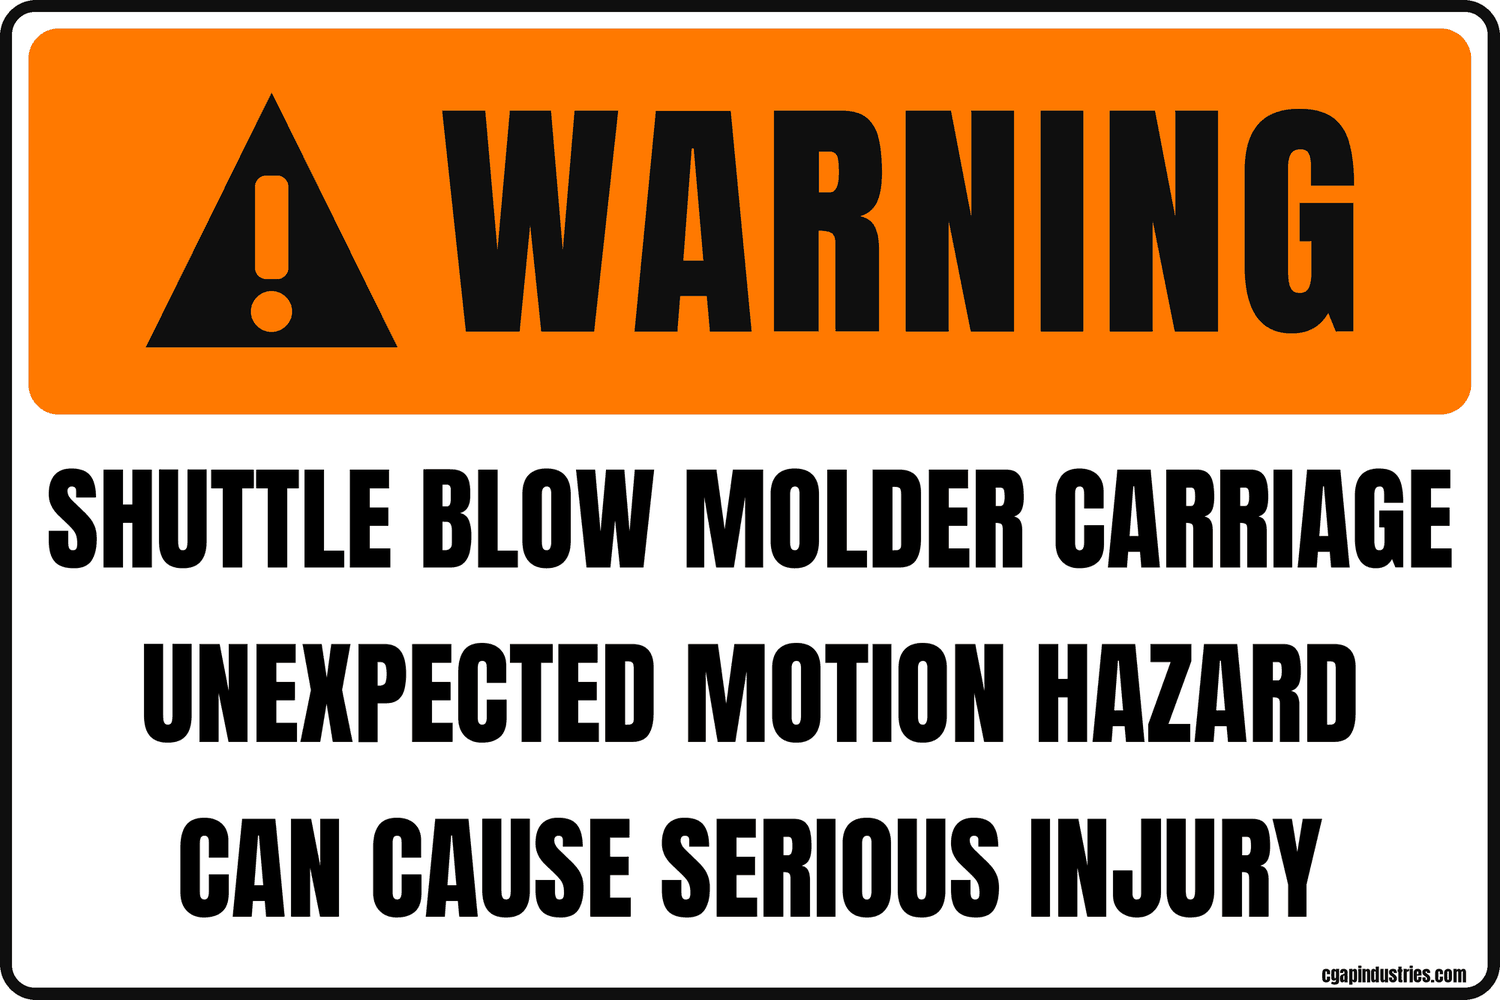 WARNING
SHUTTLE BLOW MOLDER CARRIAGE
UNEXPECTED MOTION HAZARD
CAN CAUSE SERIOUS INJURY
cgapindustries.com